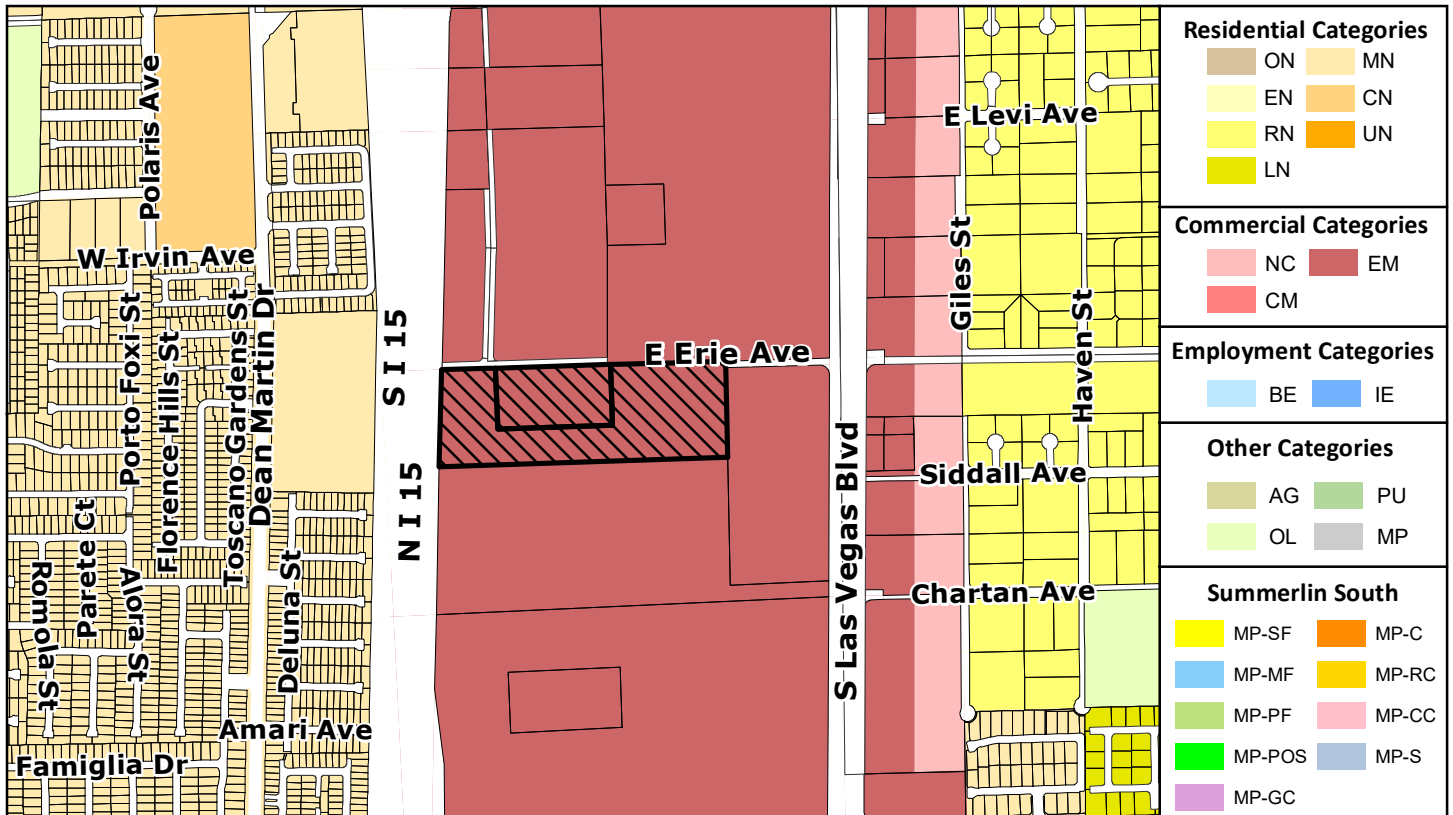 Polaris Ave
W Irvin Ave
Porto Foxi St
Florence Hills St
Toscano Gardens St
Dean Martin Dr
Parete Ct
Romola St
Alora St
Deluna St
Amari Ave
Famiglia Dr
S I 15
N I 15
E Erie Ave
S Las Vegas Blvd
E Levi Ave
Giles St
Haven St
Siddall Ave
Chartan Ave
Residential Categories
ON MN
EN CN
RN UN
LN
Commercial Categories
NC EM
CM
Employment Categories
BE IE
Other Categories
AG PU
OL MP
Summerlin South
MP-SF MP-C
MP-MF MP-RC
MP-PF MP-CC
MP-POS MP-S
MP-GC